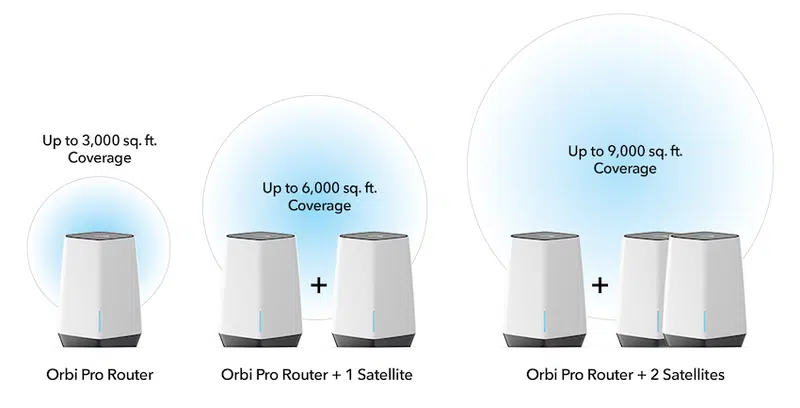 Up to 3,000 sq. ft.
Coverage
Up to 6,000 sq. ft.
Coverage
Up to 9,000 sq. ft.
Coverage
+
+
Orbi Pro Router
Orbi Pro Router + 1 Satellite
Orbi Pro Router + 2 Satellites